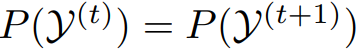 P(𝒴^(t)) = P(𝒴^(t+1))